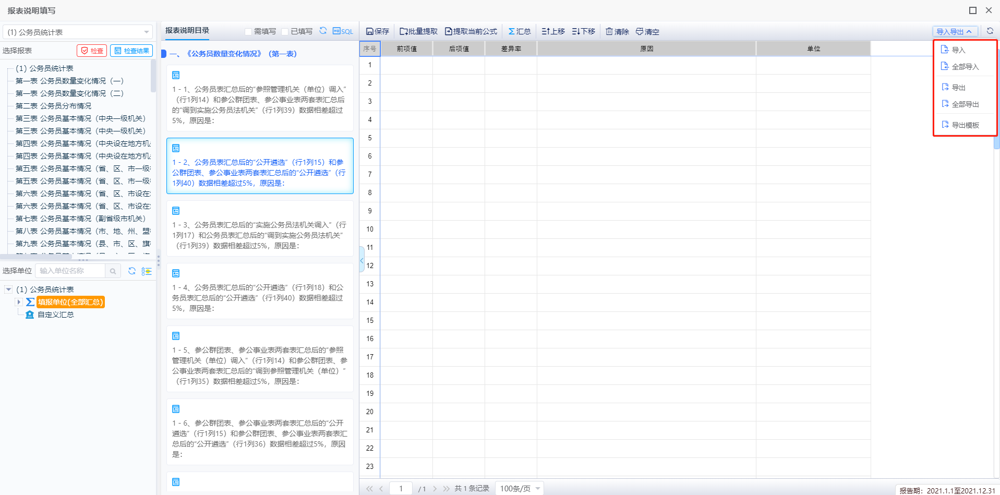 报表说明填写
(1) 公务员统计表
选择报表
检查
检查结果
(1) 公务员统计表
第一表 公务员数量变化情况（一）
第一表 公务员数量变化情况（二）
第二表 公务员分布情况
第三表 公务员基本情况（中央一级机关）
第三表 公务员基本情况（中央一级机关）
第四表 公务员基本情况（中央设在地方机
第四表 公务员基本情况（中央设在地方机
第五表 公务员基本情况（省、区、市一级
第五表 公务员基本情况（省、区、市一级
第六表 公务员基本情况（省、区、市设在
第六表 公务员基本情况（省、区、市设在
第七表 公务员基本情况（副省级市机关）
第八表 公务员基本情况（市、地、州、盟
第九表 公务员基本情况（县、市、区、旗
选择单位
输入单位名称
(1) 公务员统计表
填报单位(全部汇总)
自定义汇总
报表说明目录
需填写
已填写
SQL
一、《公务员数量变化情况》（第一表）
1 - 1、公务员表汇总后的“参照管理机关（单位）调入”
（行1列14）和参公群团表、参公事业表两套表汇总后
的“调到实施公务员法机关”（行1列39）数据相差超过
5%，原因是：
1 - 2、公务员表汇总后的“公开遴选”（行1列15）和参
公群团表、参公事业表两套表汇总后的“公开遴选”（行
1列40）数据相差超过5%，原因是：
1 - 3、公务员表汇总后的“实施公务员法机关调入”（行
1列17）和公务员表汇总后的“调到实施公务员法机关”
（行1列39）数据相差超过5%，原因是：
1 - 4、公务员表汇总后的“公开遴选”（行1列18）和公
务员表汇总后的“公开遴选”（行1列40）数据相差超过
5%，原因是：
1 - 5、参公群团表、参公事业表两套表汇总后的“参照
管理机关（单位）调入”（行1列14）和参公群团表、参
公事业表两套表汇总后的“调到参照管理机关（单位）”
（行1列35）数据相差超过5%，原因是：
1 - 6、参公群团表、参公事业表两套表汇总后的“公开
遴选”（行1列15）和参公群团表、参公事业表两套表汇
总后的“公开遴选”（行1列36）数据相差超过5%，原因
是：
保存
批量提取
提取当前公式
汇总
上移
下移
清除
清空
导入导出
导入
全部导入
导出
全部导出
导出模板
序号 前项值 后项值 差异率 原因 单位
1
2
3
4
5
6
7
8
9
10
11
12
13
14
15
16
17
18
19
20
21
22
23
1 / 1 共 1 条记录 100条/页
报告期：2021.1.1至2021.12.31